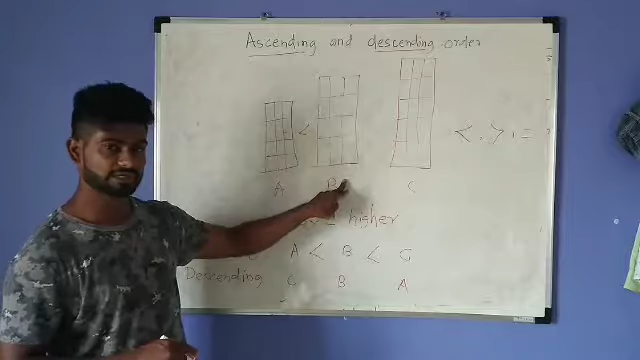 Ascending and descending order
< < , > , =
A B C
higher
A < B < C
Descending C B A